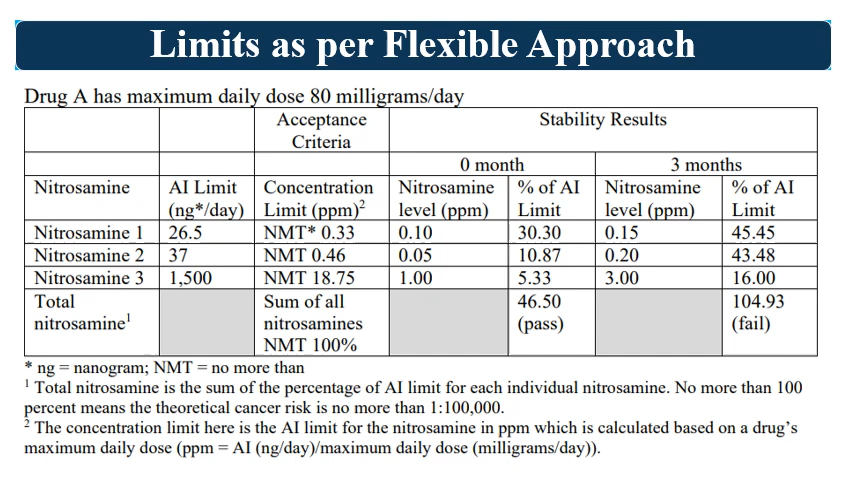 Limits as per Flexible Approach
Drug A has maximum daily dose 80 milligrams/day
Acceptance Criteria Stability Results
0 month 3 months
Nitrosamine AI Limit (ng*/day) Concentration Limit (ppm)² Nitrosamine level (ppm) % of AI Limit Nitrosamine level (ppm) % of AI Limit
Nitrosamine 1 26.5 NMT* 0.33 0.10 30.30 0.15 45.45
Nitrosamine 2 37 NMT 0.46 0.05 10.87 0.20 43.48
Nitrosamine 3 1,500 NMT 18.75 1.00 5.33 3.00 16.00
Total nitrosamine¹ Sum of all nitrosamines NMT 100% 46.50 (pass) 104.93 (fail)
* ng = nanogram; NMT = no more than
¹ Total nitrosamine is the sum of the percentage of AI limit for each individual nitrosamine. No more than 100
percent means the theoretical cancer risk is no more than 1:100,000.
² The concentration limit here is the AI limit for the nitrosamine in ppm which is calculated based on a drug’s
maximum daily dose (ppm = AI (ng/day)/maximum daily dose (milligrams/day)).